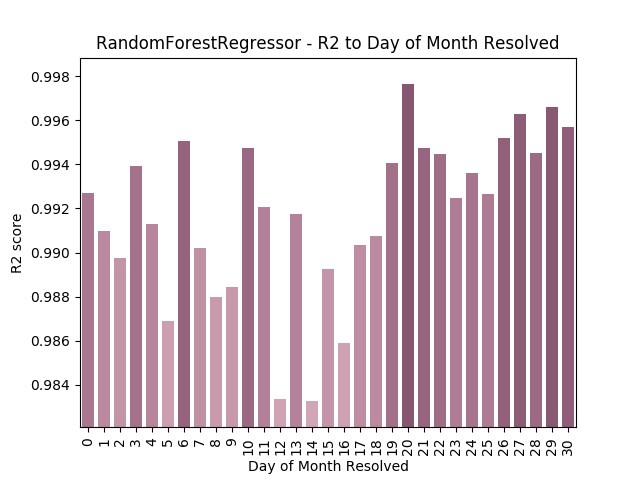 RandomForestRegressor - R2 to Day of Month Resolved
0.998
0.996
0.994
0.992
0.990
0.988
0.986
0.984
R2 score
0 1 2 3 4 5 6 7 8 9 10 11 12 13 14 15 16 17 18 19 20 21 22 23 24 25 26 27 28 29 30
Day of Month Resolved